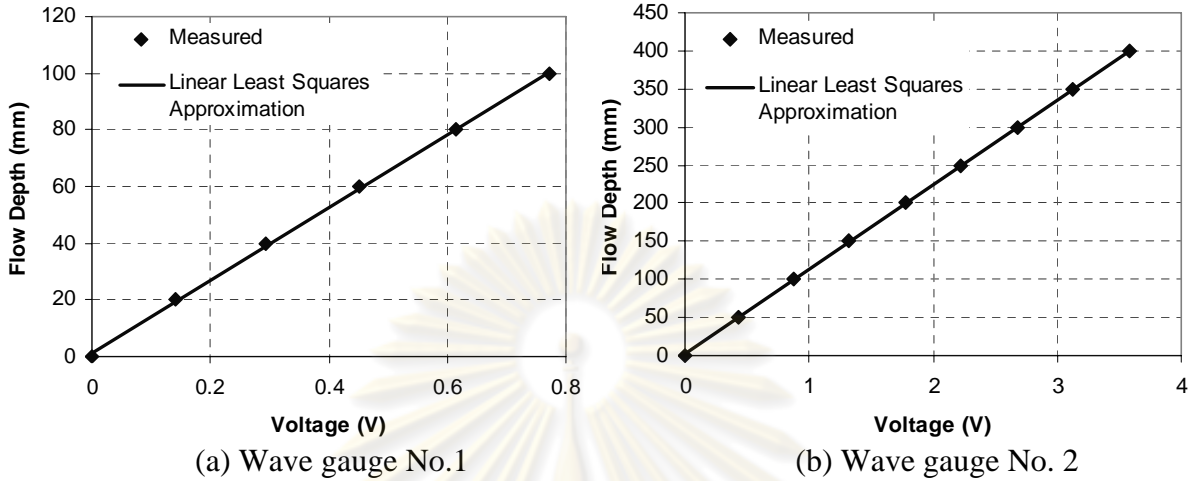 120
100
80
60
40
20
0
Flow Depth (mm)
Measured
Linear Least Squares
Approximation
0 0.2 0.4 0.6 0.8
Voltage (V)
(a) Wave gauge No.1
450
400
350
300
250
200
150
100
50
0
Flow Depth (mm)
Measured
Linear Least Squares
Approximation
0 1 2 3 4
Voltage (V)
(b) Wave gauge No. 2